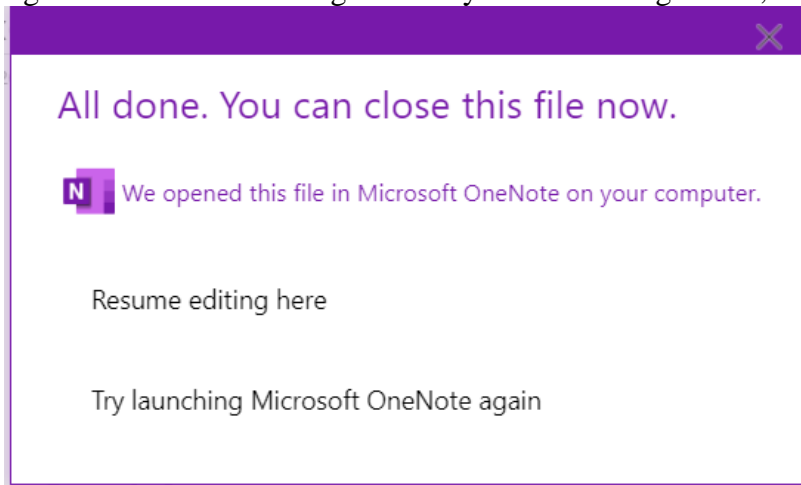 All done. You can close this file now.
N
We opened this file in Microsoft OneNote on your computer.
Resume editing here
Try launching Microsoft OneNote again